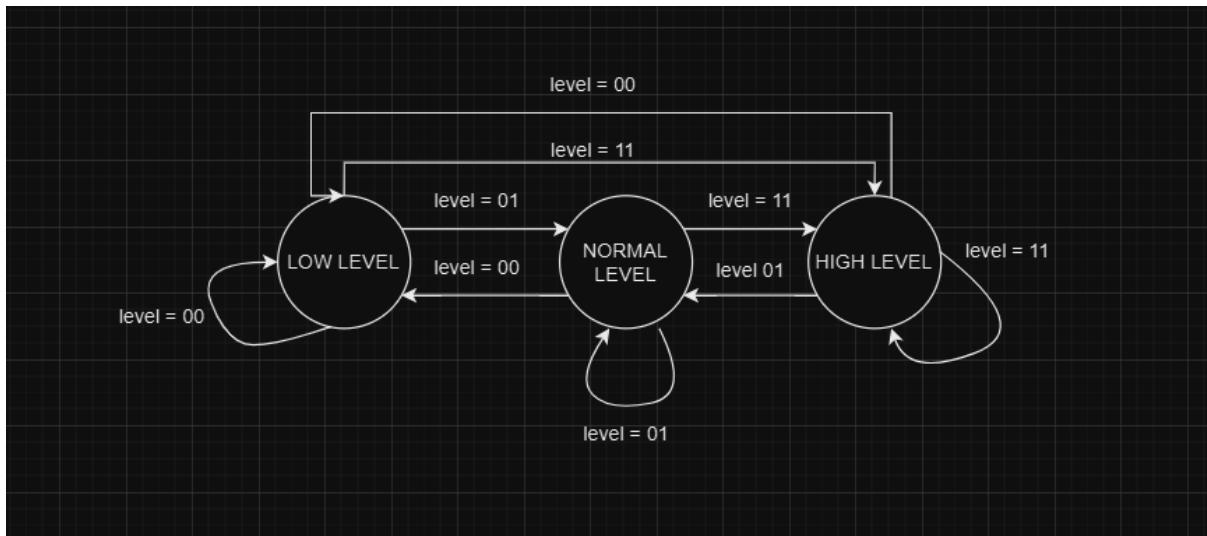 level = 00
level = 11
level = 01
level = 11
LOW LEVEL
NORMAL
LEVEL
HIGH LEVEL
level = 11
level = 00
level 01
level = 00
level = 01